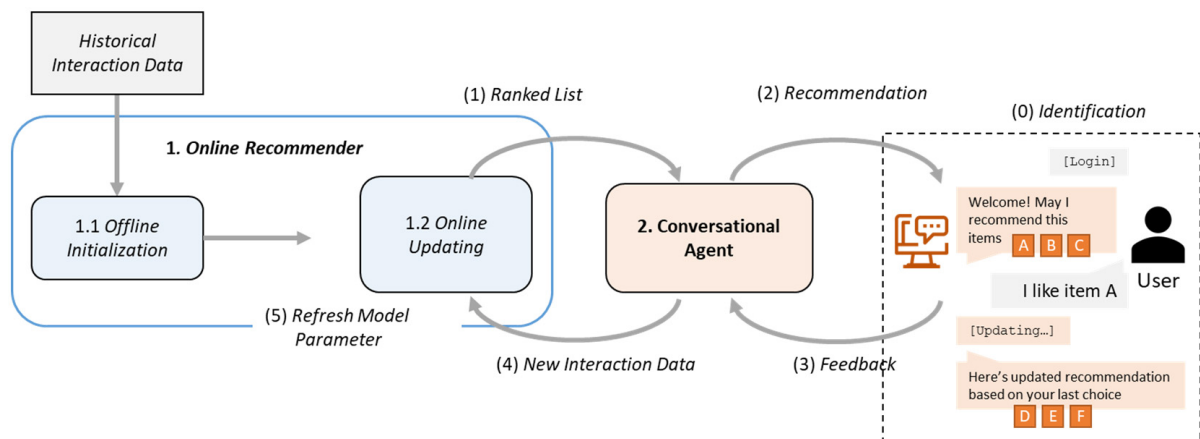 Historical
Interaction Data
(1) Ranked List
(2) Recommendation
(0) Identification
1. Online Recommender
1.1 Offline
Initialization
1.2 Online
Updating
2. Conversational
Agent
[Login]
Welcome! May I
recommend this
items A B C
User
I like item A
[Updating…]
Here's updated recommendation
based on your last choice
D E F
(5) Refresh Model
Parameter
(4) New Interaction Data
(3) Feedback